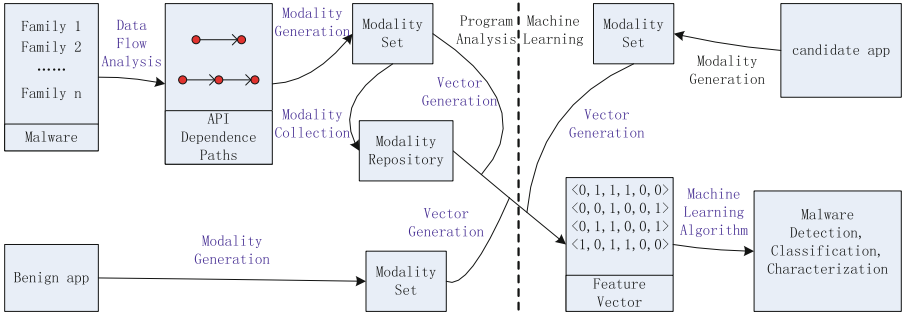 Family 1
Family 2
......
Family n
Malware
Data
Flow
Analysis
API
Dependence
Paths
Modality
Generation
Modality
Set
Modality
Collection
Modality
Repository
Vector
Generation
Program
Analysis
Machine
Learning
Modality
Set
Modality
Generation
candidate app
Vector
Generation
Benign app
Modality
Generation
Modality
Set
Vector
Generation
<0,1,1,1,0,0>
<0,0,1,0,0,1>
<0,1,1,0,0,1>
<1,0,1,1,0,0>
Feature
Vector
Machine
Learning
Algorithm
Malware
Detection,
Classification,
Characterization